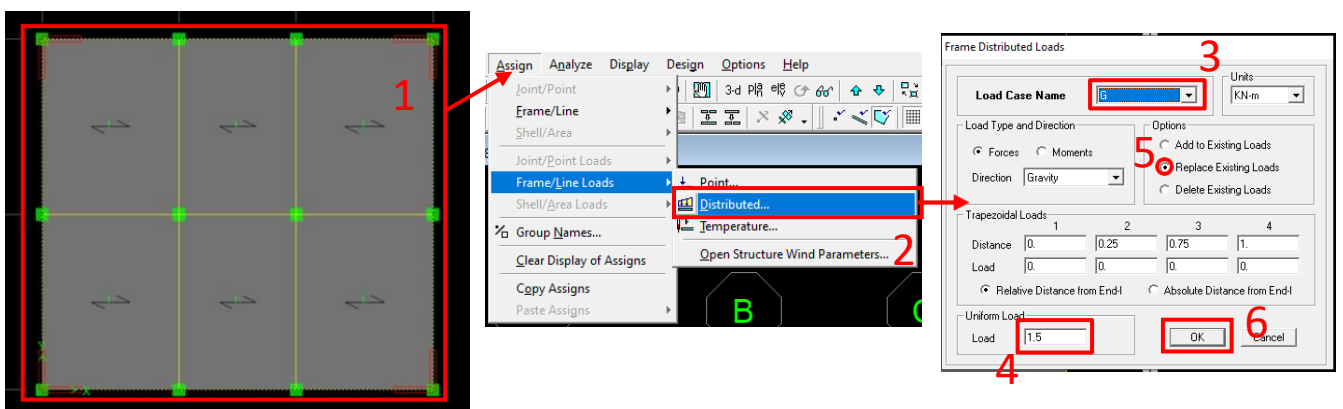 1
X
Assign Analyze Display Design Options Help
3-d
Joint/Point
Frame/Line
Shell/Area
Joint/Point Loads
Frame/Line Loads
Shell/Area Loads
Group Names...
Clear Display of Assigns
Copy Assigns
Paste Assigns
Point...
Distributed...
Temperature...
Open Structure Wind Parameters...
2
B
Frame Distributed Loads
3
Load Case Name G
Units
KN-m
Load Type and Direction
Forces Moments
Direction Gravity
Options
Add to Existing Loads
5
Replace Existing Loads
Delete Existing Loads
Trapezoidal Loads
1 2 3 4
Distance 0. 0.25 0.75 1.
Load 0. 0. 0. 0.
Relative Distance from End-I Absolute Distance from End-I
Uniform Load
Load 1.5
4
OK
6
Cancel